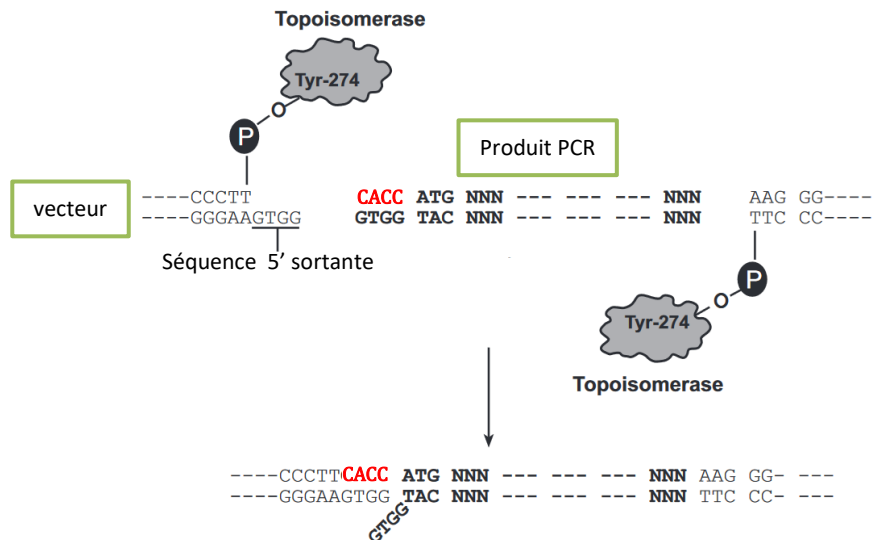 Topoisomerase
Tyr-274
O
P
Produit PCR
vecteur
----CCCTT
----GGGAAGTGG
CACC ATG NNN --- --- --- NNN
GTGG TAC NNN --- --- --- NNN
AAG GG----
TTC CC----
Séquence 5’ sortante
P
O
Tyr-274
Topoisomerase
----CCCTTCACC ATG NNN --- --- --- NNN AAG GG- ---
----GGGAAGTGG TAC NNN --- --- --- NNN TTC CC- ---
GTGG